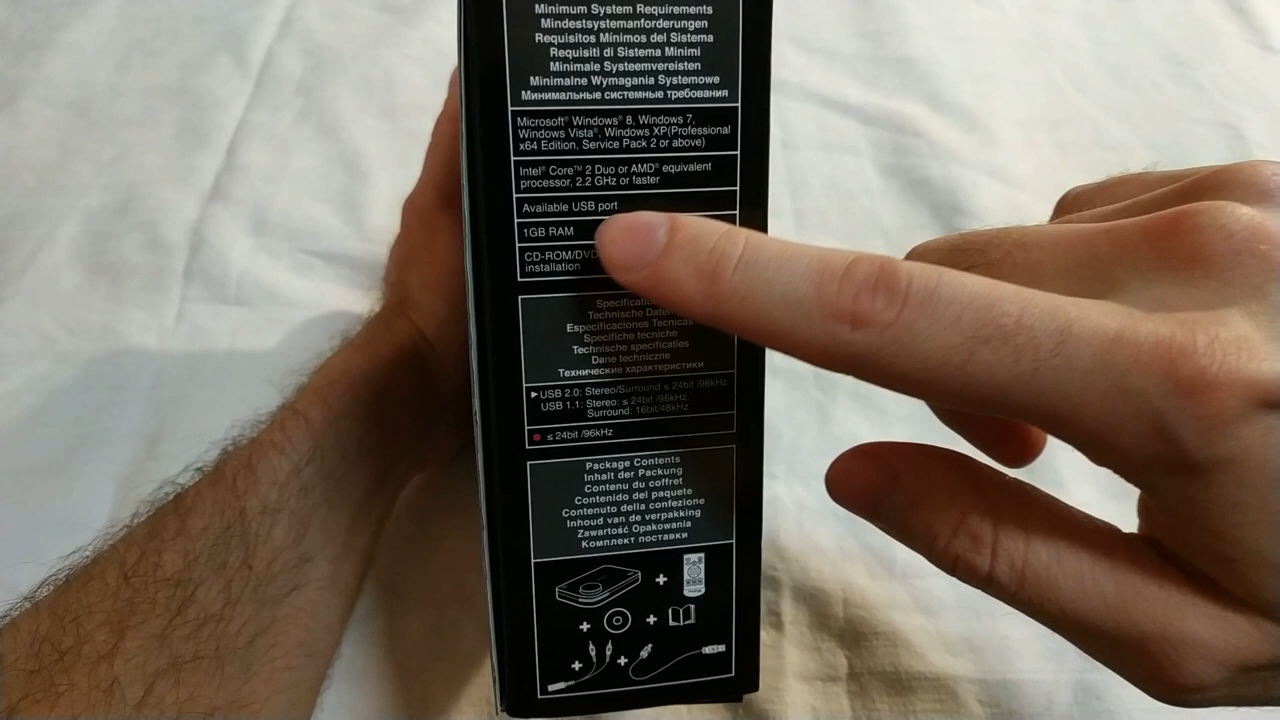 Minimum System Requirements
Mindestsystemanforderungen
Requisitos Mínimos del Sistema
Requisiti di Sistema Minimi
Minimale Systeemvereisten
Minimalne Wymagania Systemowe
Минимальные системные требования
Microsoft® Windows® 8, Windows 7,
Windows Vista®, Windows XP(Professional
x64 Edition, Service Pack 2 or above)
Intel® Core™ 2 Duo or AMD® equivalent
processor, 2.2 GHz or faster
Available USB port
1GB RAM
CD-ROM/DVD
installation
Technische Daten
Especificaciones Tecnicas
Specifiche tecniche
Technische specificaties
Dane techniczne
Технические характеристики
►USB 2.0: Stereo/Surround ≤ 24bit /96kHz
USB 1.1: Stereo: ≤ 24bit /96kHz.
Surround: 16bit/48kHz
● ≤ 24bit /96kHz
Package Contents
Inhalt der Packung
Contenu du coffret
Contenido del paquete
Contenuto della confezione
Inhoud van de verpakking
Zawartość Opakowania
Комплект поставки
+
+ +
+ +